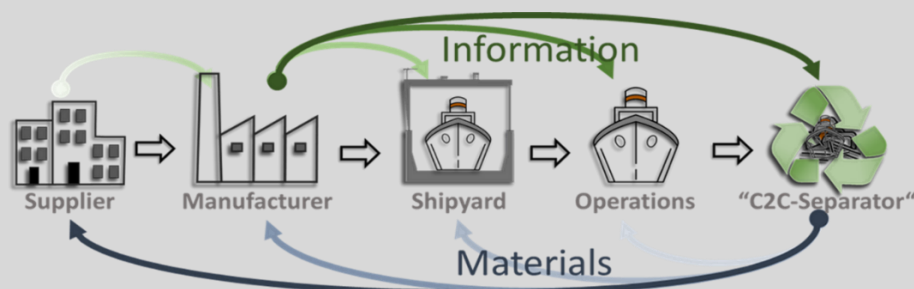 Information
Supplier
Manufacturer
Shipyard
Operations
“C2C-Separator“
Materials